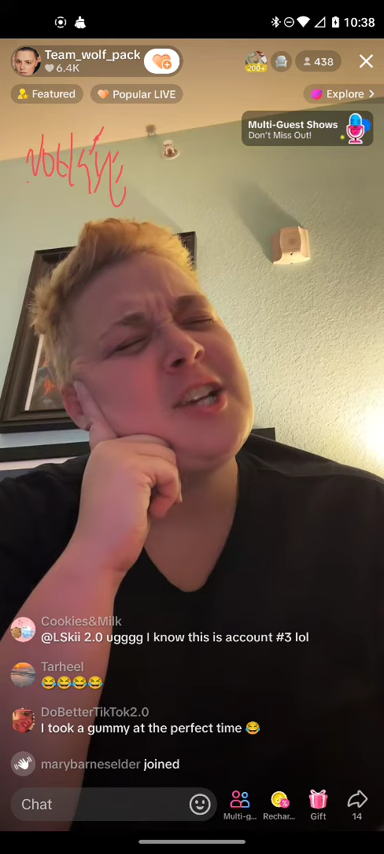 10:38
Team_wolf_pack
6.4K
200+
438
Featured
Popular LIVE
Explore
Multi-Guest Shows
Don't Miss Out!
Cookies&Milk
@LSkii 2.0 ugggg I know this is account #3 lol
Tarheel
😂😂😂😂
DoBetterTikTok2.0
I took a gummy at the perfect time 😂
marybarneselder joined
Chat
Multi-g...
Rechar...
Gift
14